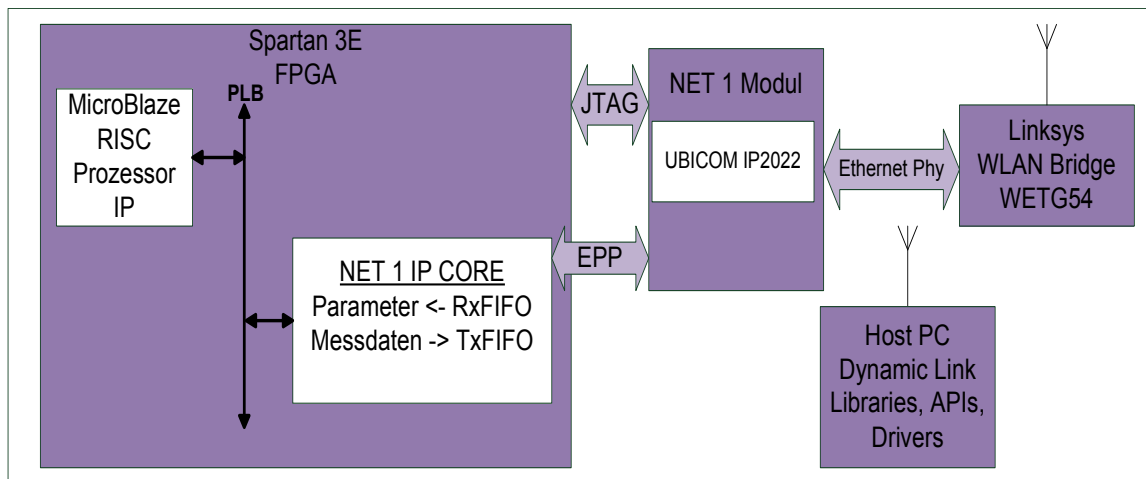 Spartan 3E
FPGA
PLB
MicroBlaze
RISC
Prozessor
IP
NET 1 IP CORE
Parameter <- RxFIFO
Messdaten -> TxFIFO
JTAG
EPP
NET 1 Modul
UBICOM IP2022
Ethernet Phy
Linksys
WLAN Bridge
WETG54
Host PC
Dynamic Link
Libraries, APIs,
Drivers